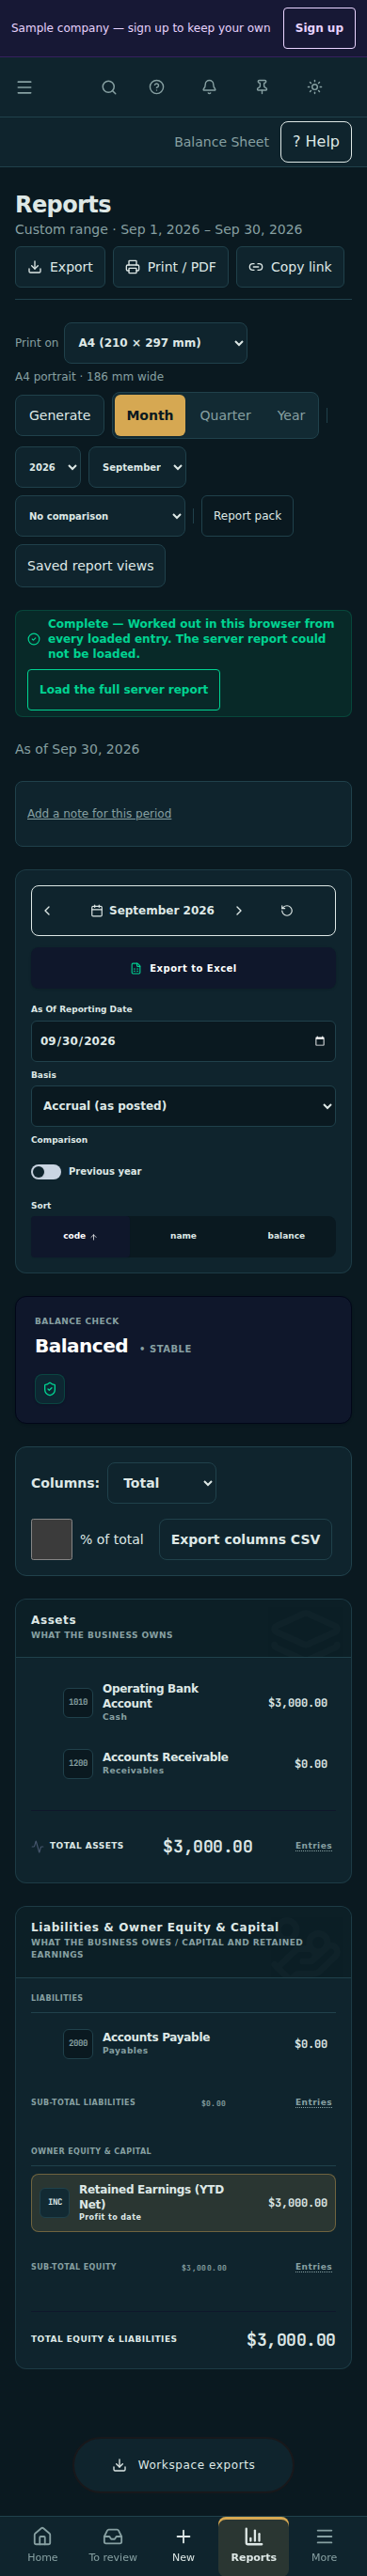 Sample company — sign up to keep your own
Sign up
Balance Sheet
? Help
Reports
Custom range · Sep 1, 2026 – Sep 30, 2026
Export
Print / PDF
Copy link
Print on
A4 (210 × 297 mm)
A4 portrait · 186 mm wide
Generate
Month
Quarter
Year
2026
September
No comparison
Report pack
Saved report views
Complete — Worked out in this browser from
every loaded entry. The server report could
not be loaded.
Load the full server report
As of Sep 30, 2026
Add a note for this period
September 2026
Export to Excel
As Of Reporting Date
09/30/2026
Basis
Accrual (as posted)
Comparison
Previous year
Sort
code ↑
name
balance
BALANCE CHECK
Balanced
• STABLE
Columns:
Total
% of total
Export columns CSV
Assets
WHAT THE BUSINESS OWNS
1010
Operating Bank
Account
Cash
$3,000.00
1200
Accounts Receivable
Receivables
$0.00
TOTAL ASSETS
$3,000.00
Entries
Liabilities & Owner Equity & Capital
WHAT THE BUSINESS OWES / CAPITAL AND RETAINED
EARNINGS
LIABILITIES
2000
Accounts Payable
Payables
$0.00
SUB-TOTAL LIABILITIES
$0.00
Entries
OWNER EQUITY & CAPITAL
INC
Retained Earnings (YTD
Net)
Profit to date
$3,000.00
SUB-TOTAL EQUITY
$3,000.00
Entries
TOTAL EQUITY & LIABILITIES
$3,000.00
Workspace exports
Home
To review
New
Reports
More